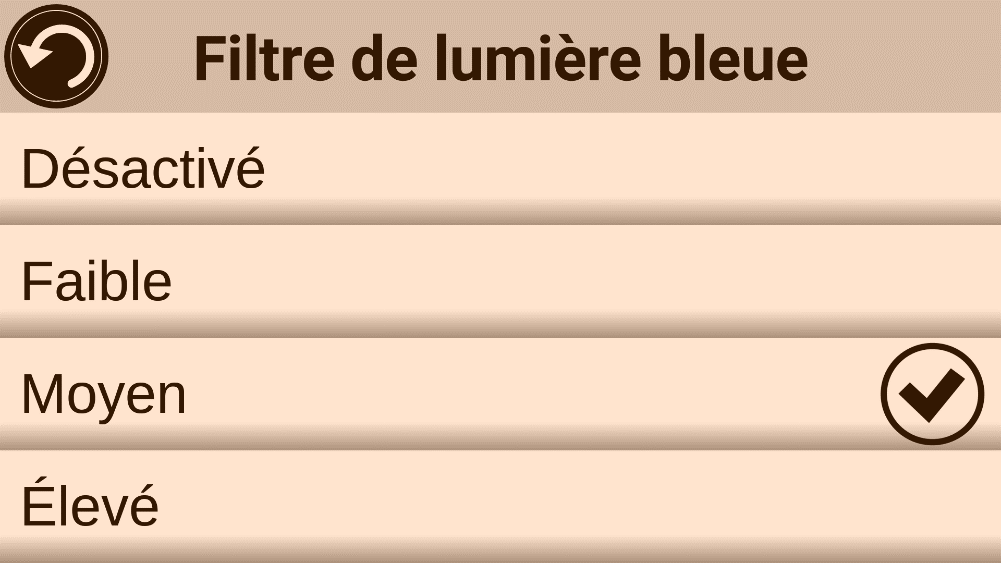 Filtre de lumière bleue
Désactivé
Faible
Moyen
Élevé